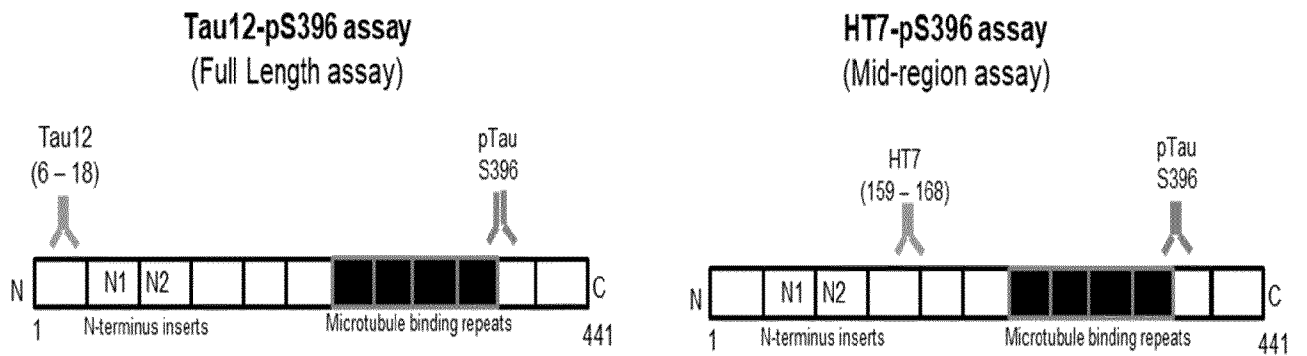 Tau12-pS396 assay
(Full Length assay)
Tau12
(6 – 18)
pTau
S396
N
N1
N2
C
1
N-terminus inserts
Microtubule binding repeats
441
HT7-pS396 assay
(Mid-region assay)
HT7
(159 – 168)
pTau
S396
N
N1
N2
C
1
N-terminus inserts
Microtubule binding repeats
441